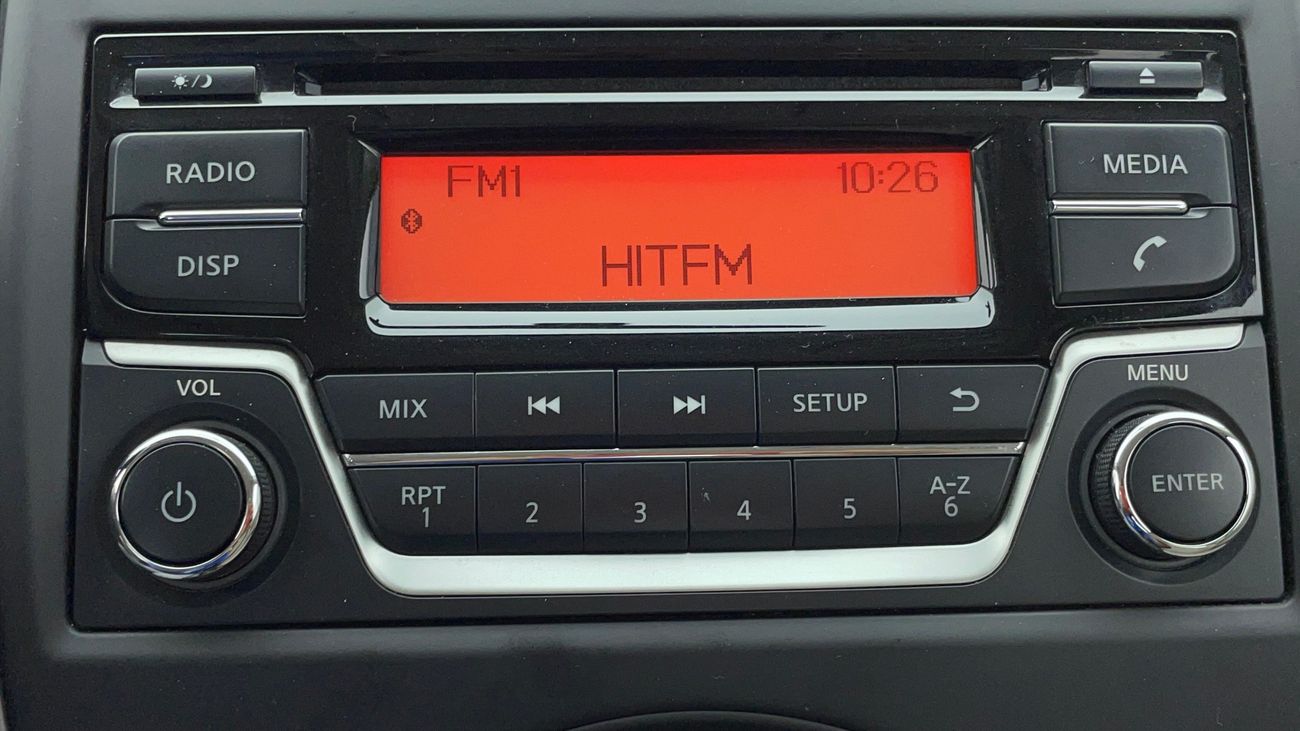 RADIO
FM1 10:26
MEDIA
DISP
HITFM
VOL
MIX
SETUP
MENU
RPT
1
2
3
4
5
A-Z
6
ENTER